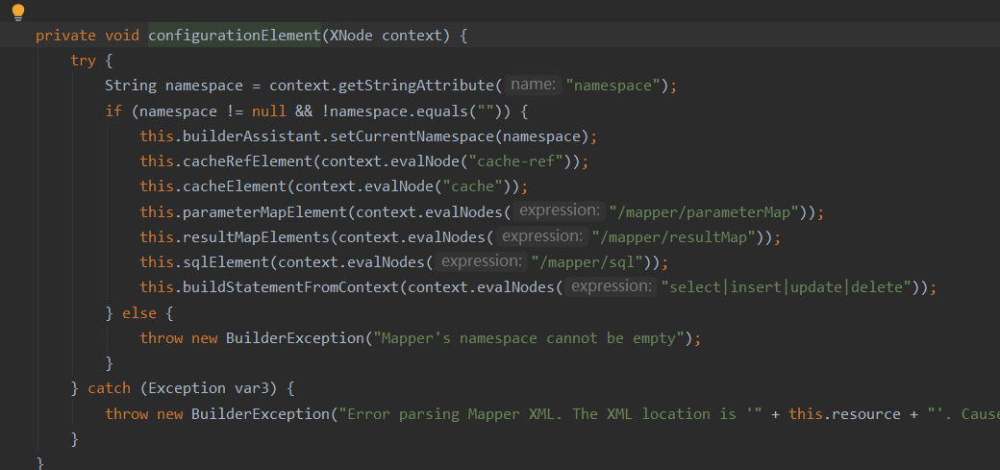 private void configurationElement(XNode context) {
try {
String namespace = context.getStringAttribute( name: "namespace");
if (namespace != null && !namespace.equals("")) {
this.builderAssistant.setCurrentNamespace(namespace);
this.cacheRefElement(context.evalNode("cache-ref"));
this.cacheElement(context.evalNode("cache"));
this.parameterMapElement(context.evalNodes( expression: "/mapper/parameterMap"));
this.resultMapElements(context.evalNodes( expression: "/mapper/resultMap"));
this.sqlElement(context.evalNodes( expression: "/mapper/sql"));
this.buildStatementFromContext(context.evalNodes( expression: "select|insert|update|delete"));
} else {
throw new BuilderException("Mapper's namespace cannot be empty");
}
} catch (Exception var3) {
throw new BuilderException("Error parsing Mapper XML. The XML location is '" + this.resource + "'. Cause
}
}